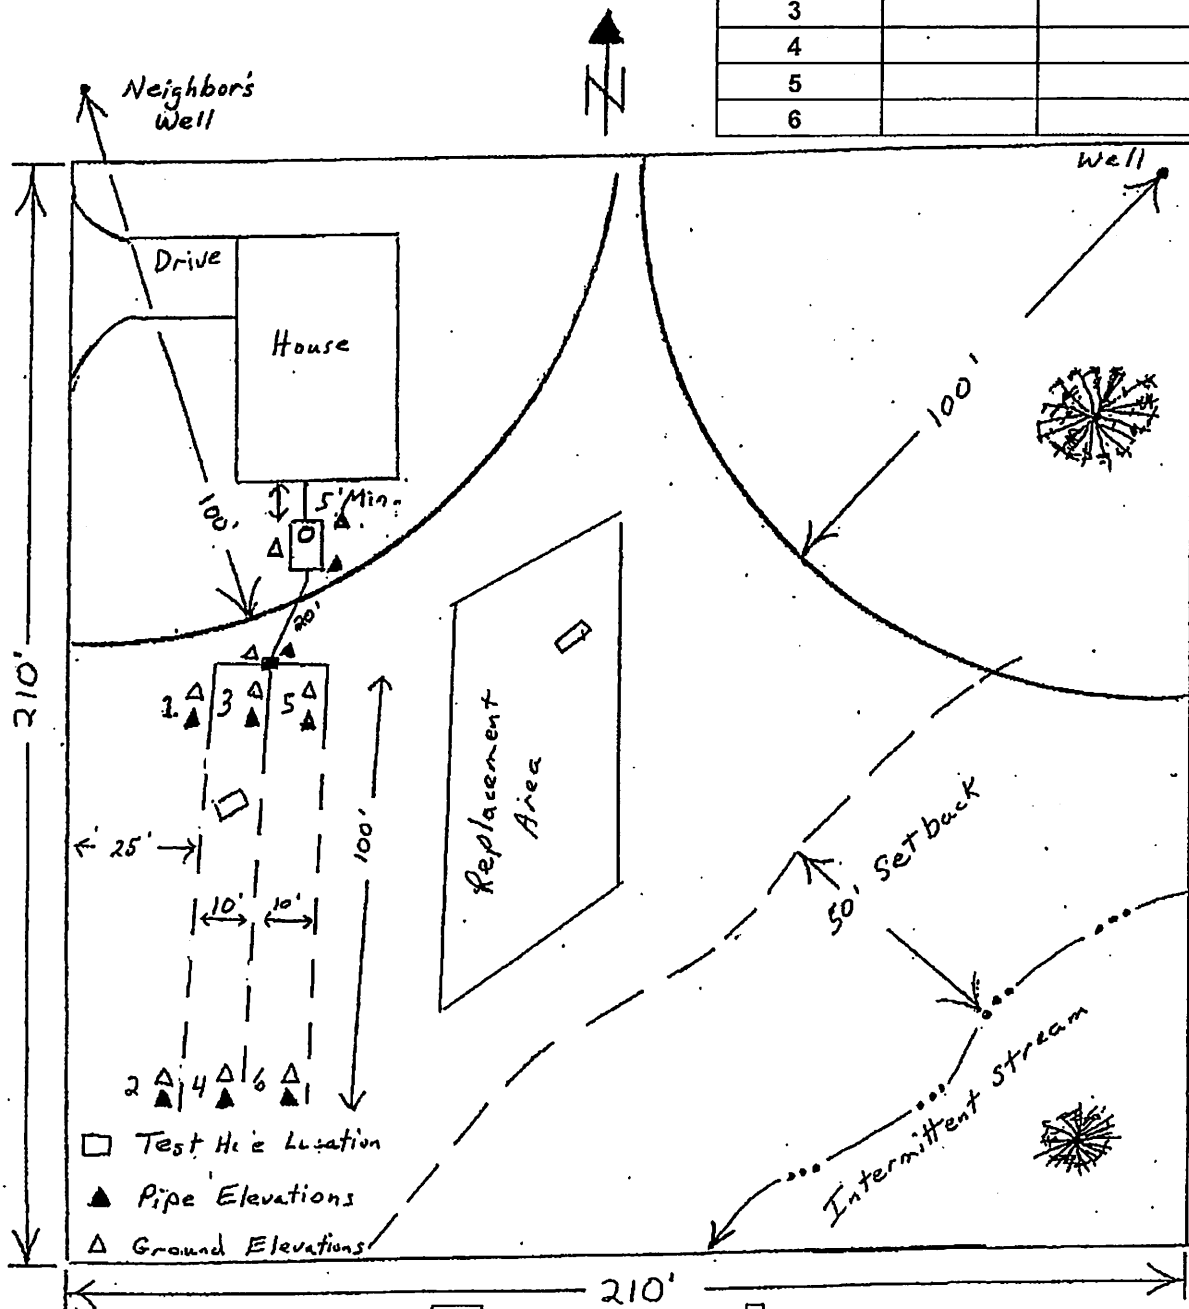 3
4
5
6
N
Neighbor's
Well
Well
Drive
House
100'
5' Min.
100'
20'
1. 3 5
210'
Replacement
Area
25'
100'
10' 10'
50' Setback
Intermittent stream
2 4 6
Test Hole Location
Pipe Elevations
Ground Elevations
210'